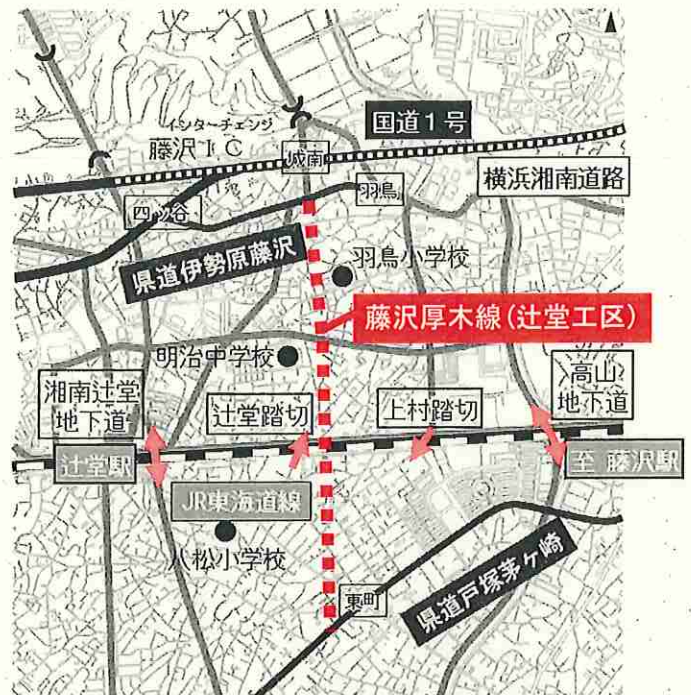 国道1号
インターチェンジ
藤沢IC
城南
羽鳥
横浜湘南道路
四ッ谷
県道伊勢原藤沢
羽鳥小学校
藤沢厚木線(辻堂工区)
明治中学校
湘南辻堂
地下道
辻堂踏切
上村踏切
高山
地下道
辻堂駅
至 藤沢駅
JR東海道線
八松小学校
東町
県道戸塚茅ヶ崎